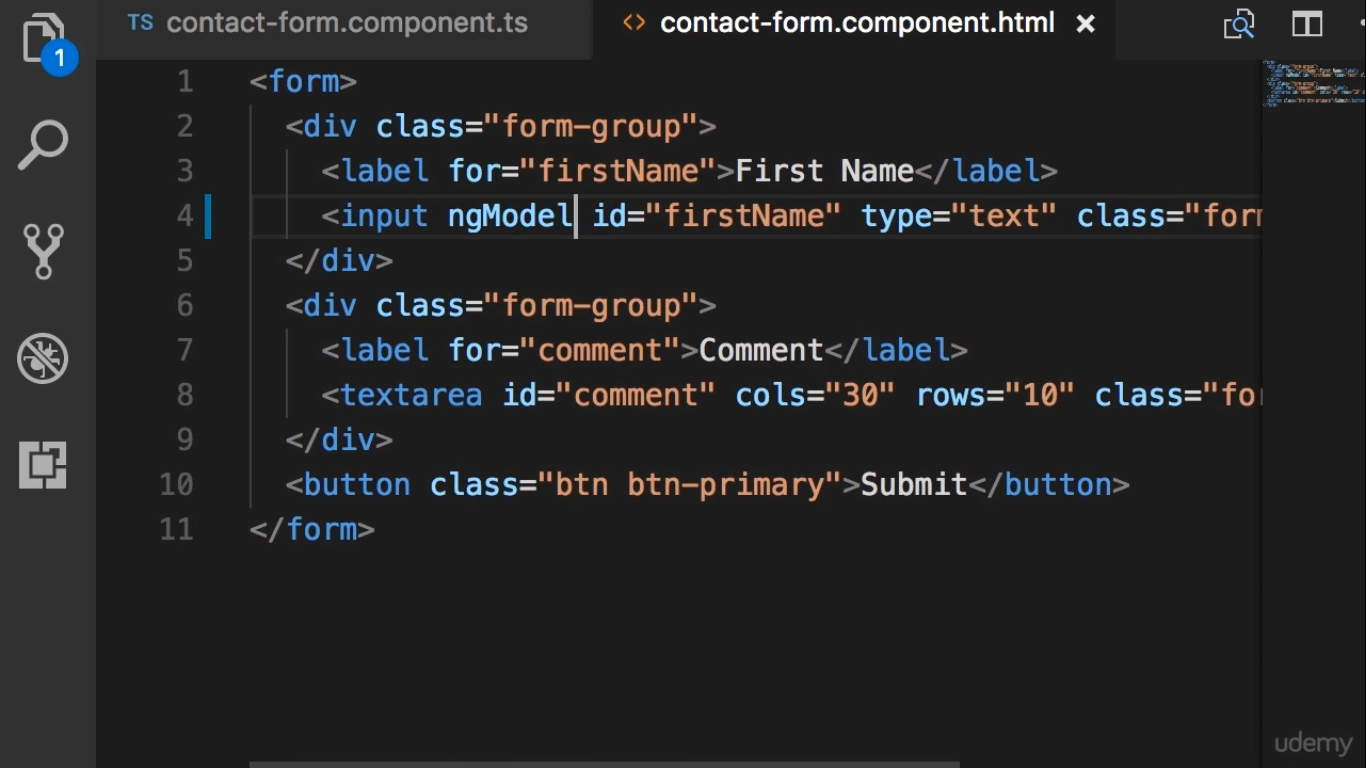 1
TS contact-form.component.ts
<> contact-form.component.html ×
1 <form>
2 <div class="form-group">
3 <label for="firstName">First Name</label>
4 <input ngModel id="firstName" type="text" class="form
5 </div>
6 <div class="form-group">
7 <label for="comment">Comment</label>
8 <textarea id="comment" cols="30" rows="10" class="fo
9 </div>
10 <button class="btn btn-primary">Submit</button>
11 </form>
udemy